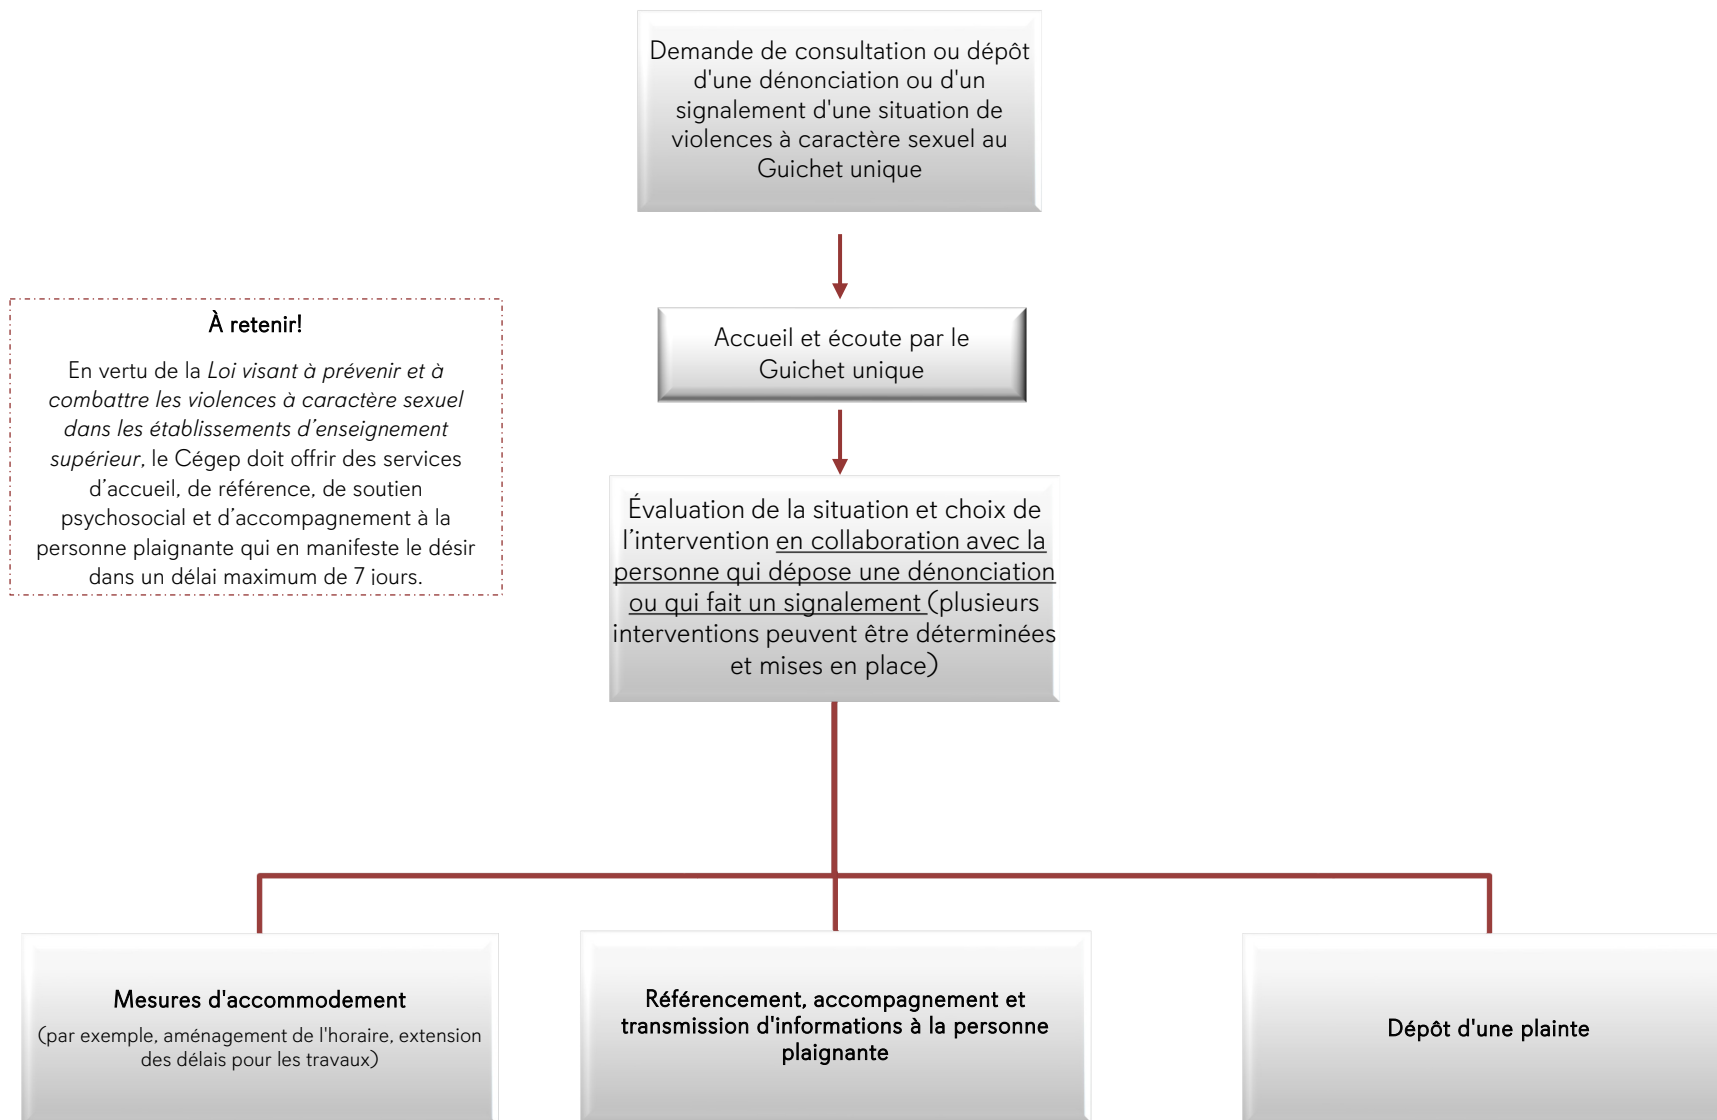 Demande de consultation ou dépôt
d'une dénonciation ou d'un
signalement d'une situation de
violences à caractère sexuel au
Guichet unique
Accueil et écoute par le
Guichet unique
À retenir!
En vertu de la Loi visant à prévenir et à
combattre les violences à caractère sexuel
dans les établissements d’enseignement
supérieur, le Cégep doit offrir des services
d’accueil, de référence, de soutien
psychosocial et d’accompagnement à la
personne plaignante qui en manifeste le désir
dans un délai maximum de 7 jours.
Évaluation de la situation et choix de
l’intervention en collaboration avec la
personne qui dépose une dénonciation
ou qui fait un signalement (plusieurs
interventions peuvent être déterminées
et mises en place)
Mesures d'accommodement
(par exemple, aménagement de l'horaire, extension
des délais pour les travaux)
Référencement, accompagnement et
transmission d'informations à la personne
plaignante
Dépôt d'une plainte